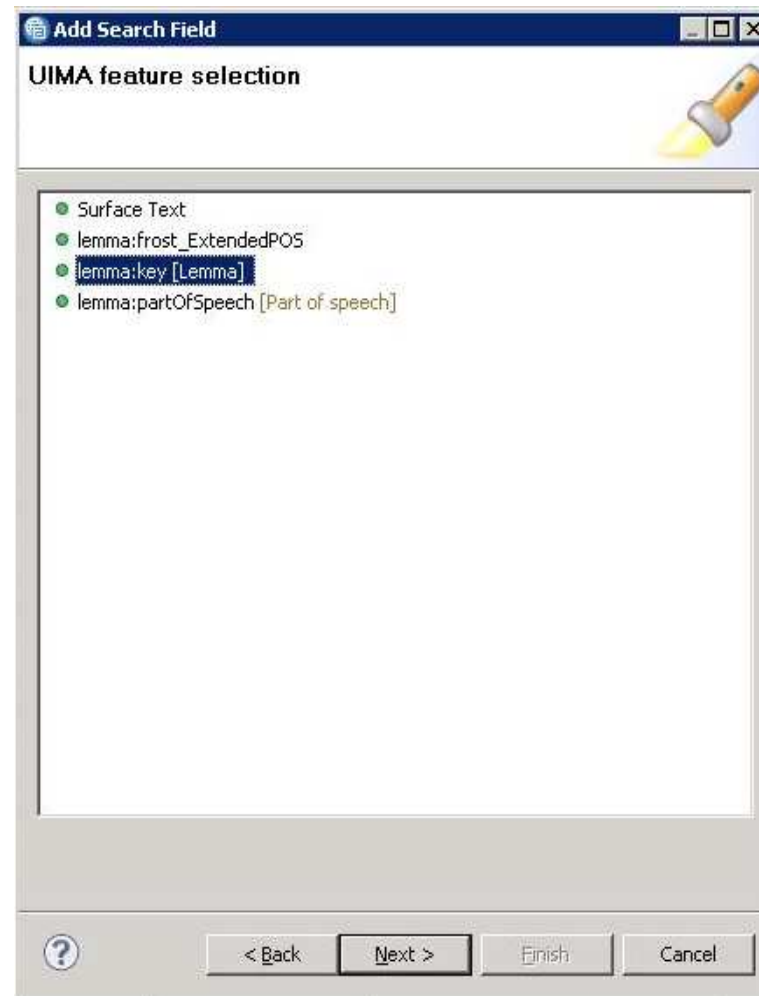 Add Search Field
UIMA feature selection
Surface Text
lemma:frost_ExtendedPOS
lemma:key [Lemma]
lemma:partOfSpeech [Part of speech]
?
< Back
Next >
Finish
Cancel